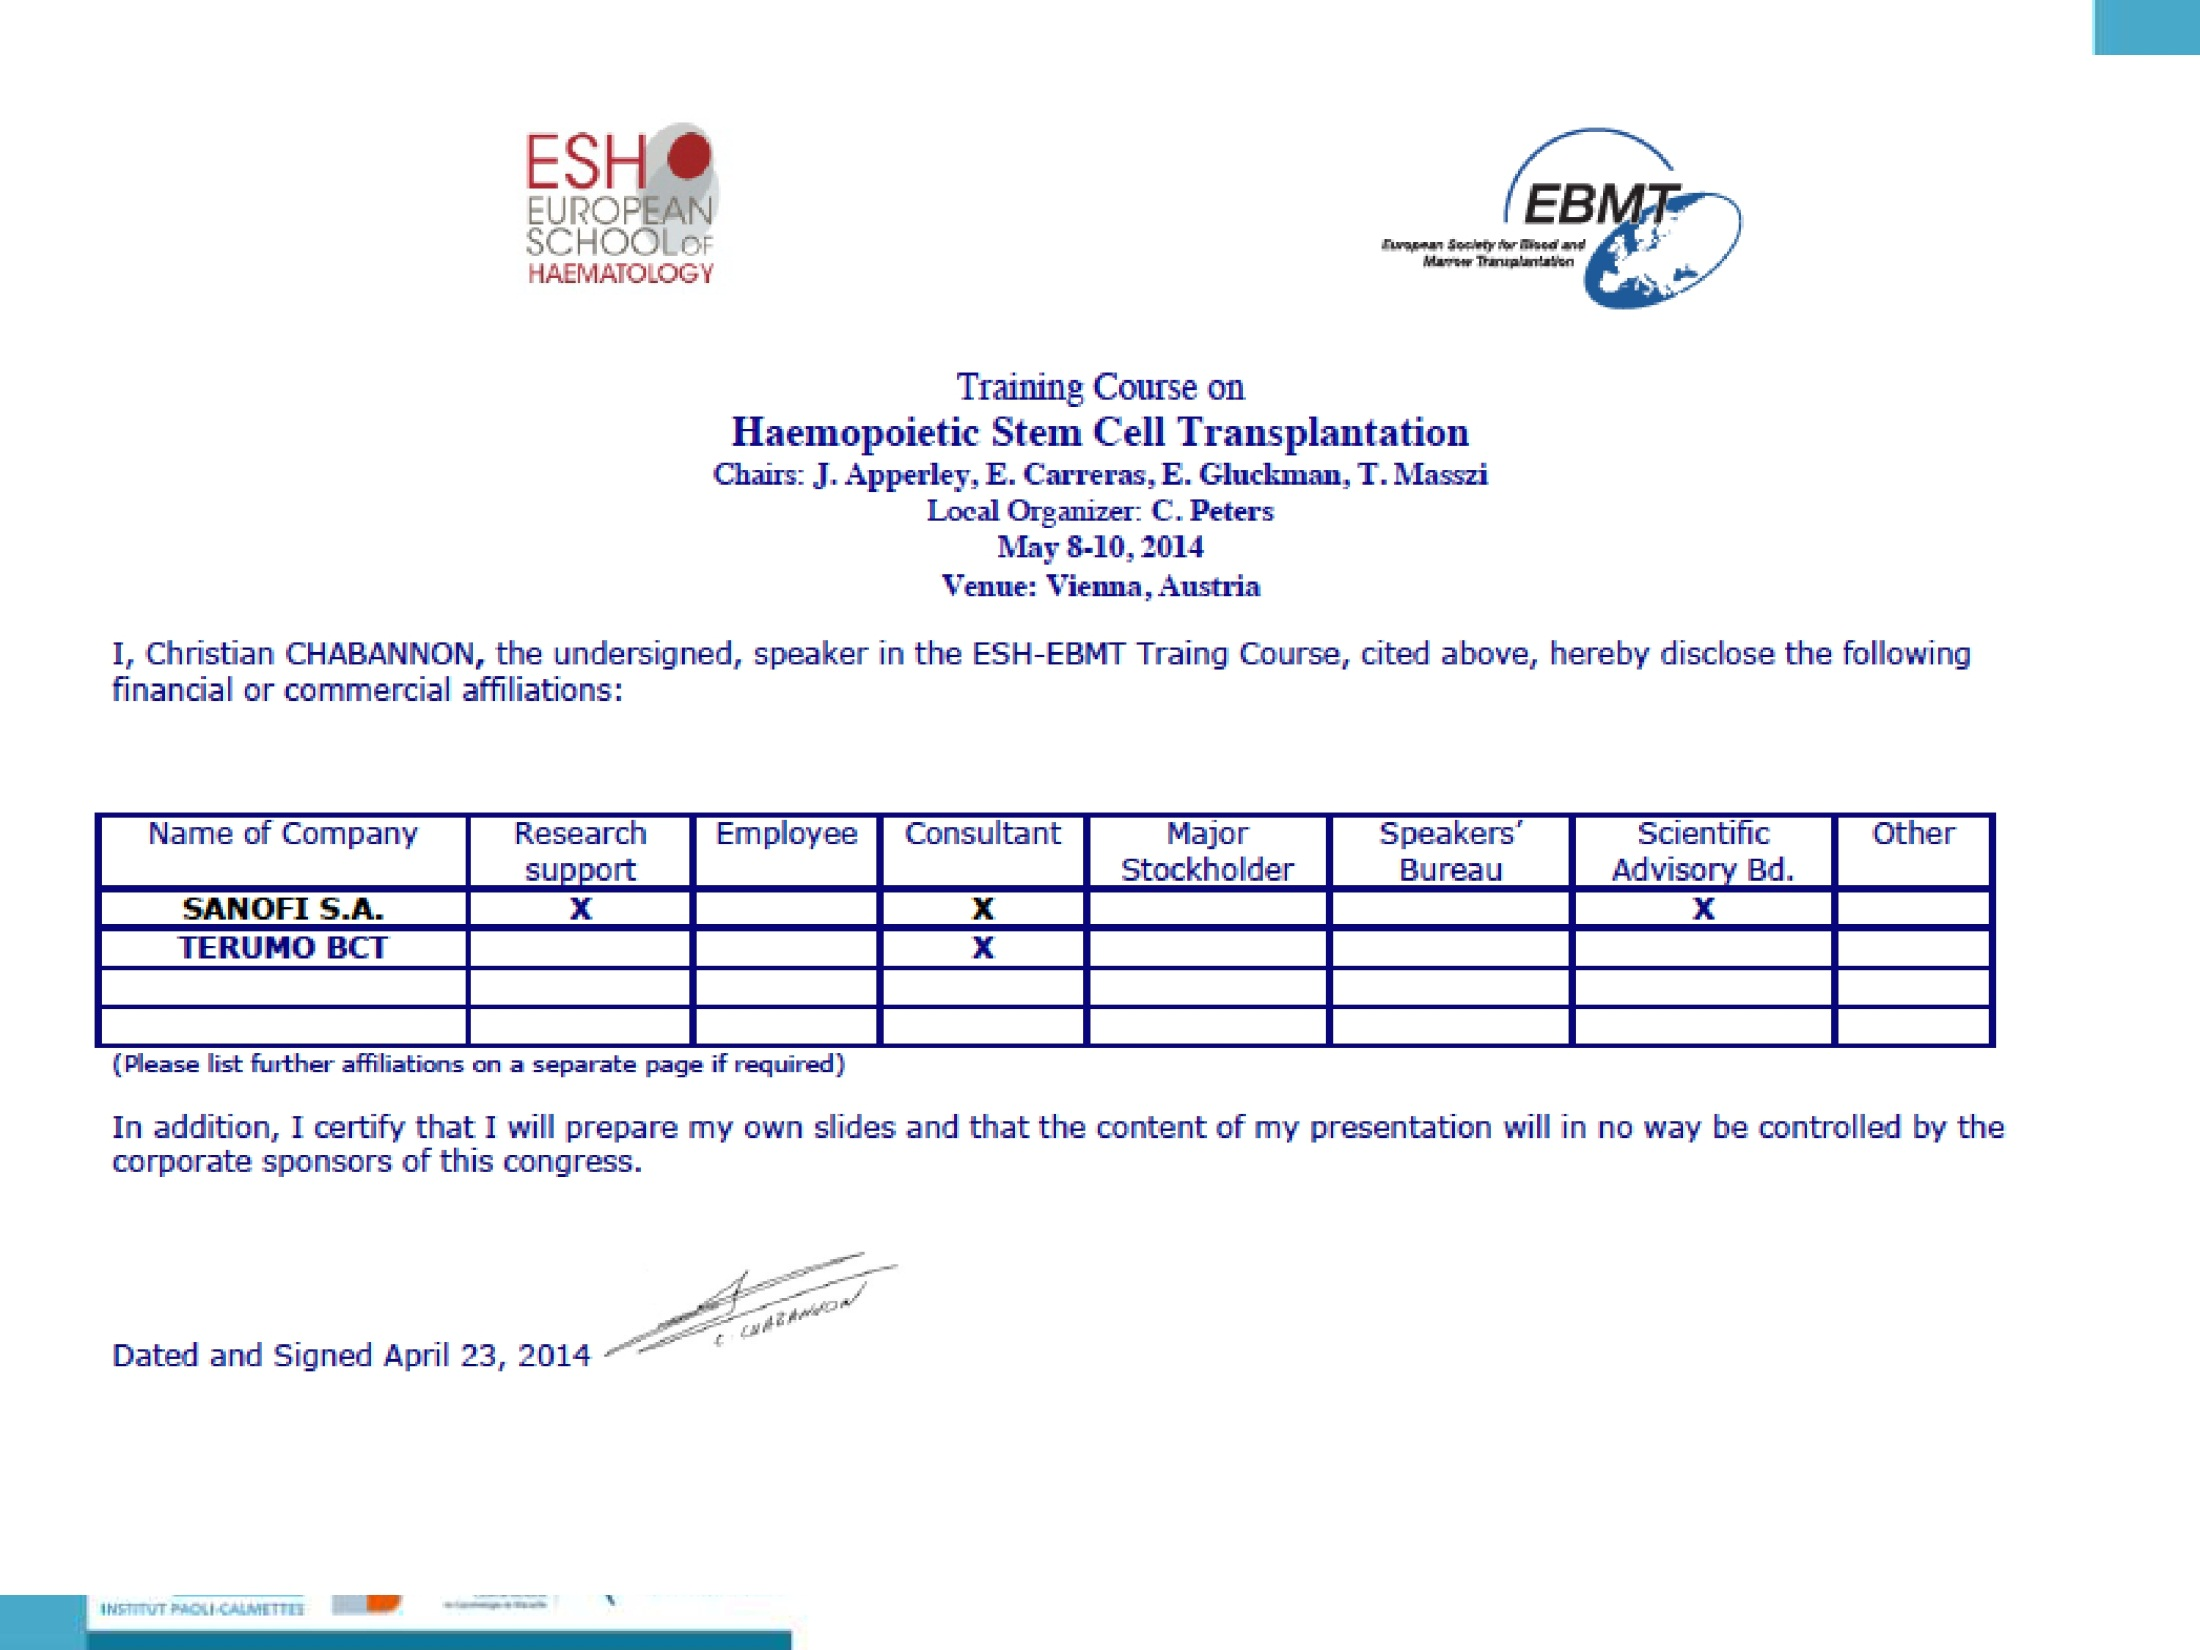 ESH
EUROPEAN
SCHOOL OF
HAEMATOLOGY
EBMT
European Society for Blood and
Marrow Transplantation
Training Course on
Haemopoietic Stem Cell Transplantation
Chairs: J. Apperley, E. Carreras, E. Gluckman, T. Masszi
Local Organizer: C. Peters
May 8-10, 2014
Venue: Vienna, Austria
I, Christian CHABANNON, the undersigned, speaker in the ESH-EBMT Traing Course, cited above, hereby disclose the following
financial or commercial affiliations:
Name of Company Research support Employee Consultant Major Stockholder Speakers’ Bureau Scientific Advisory Bd. Other
SANOFI S.A. X X X
TERUMO BCT X
(Please list further affiliations on a separate page if required)
In addition, I certify that I will prepare my own slides and that the content of my presentation will in no way be controlled by the
corporate sponsors of this congress.
C. CHABANNON
Dated and Signed April 23, 2014
INSTITUT PAOLI-CALMETTES